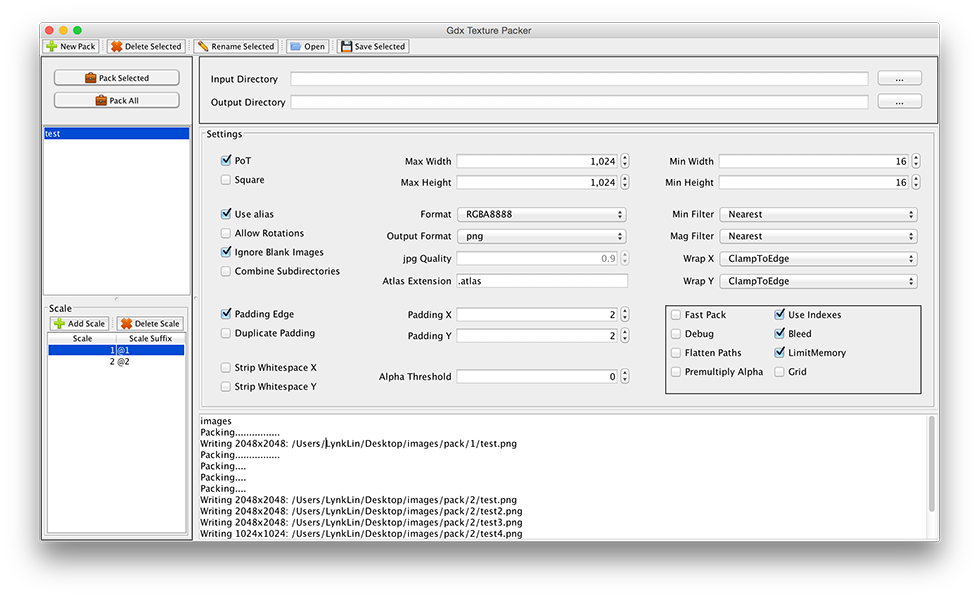 Gdx Texture Packer
New Pack Delete Selected Rename Selected Open Save Selected
Pack Selected
Pack All
Input Directory ...
Output Directory ...
test
Settings
PoT Max Width 1,024 Min Width 16
Square Max Height 1,024 Min Height 16
Use alias Format RGBA8888 Min Filter Nearest
Allow Rotations Output Format png Mag Filter Nearest
Ignore Blank Images jpg Quality 0.9 Wrap X ClampToEdge
Combine Subdirectories Atlas Extension .atlas Wrap Y ClampToEdge
Padding Edge Padding X 2 Fast Pack Use Indexes
Duplicate Padding Padding Y 2 Debug Bleed
Flatten Paths LimitMemory
Strip Whitespace X Alpha Threshold 0 Premultiply Alpha Grid
Strip Whitespace Y
Scale
Add Scale Delete Scale
Scale Scale Suffix
1 @1
2 @2
images
Packing................
Writing 2048x2048: /Users/LynkLin/Desktop/images/pack/1/test.png
Packing................
Packing....
Packing....
Packing....
Writing 2048x2048: /Users/LynkLin/Desktop/images/pack/2/test.png
Writing 2048x2048: /Users/LynkLin/Desktop/images/pack/2/test2.png
Writing 2048x2048: /Users/LynkLin/Desktop/images/pack/2/test3.png
Writing 1024x1024: /Users/LynkLin/Desktop/images/pack/2/test4.png